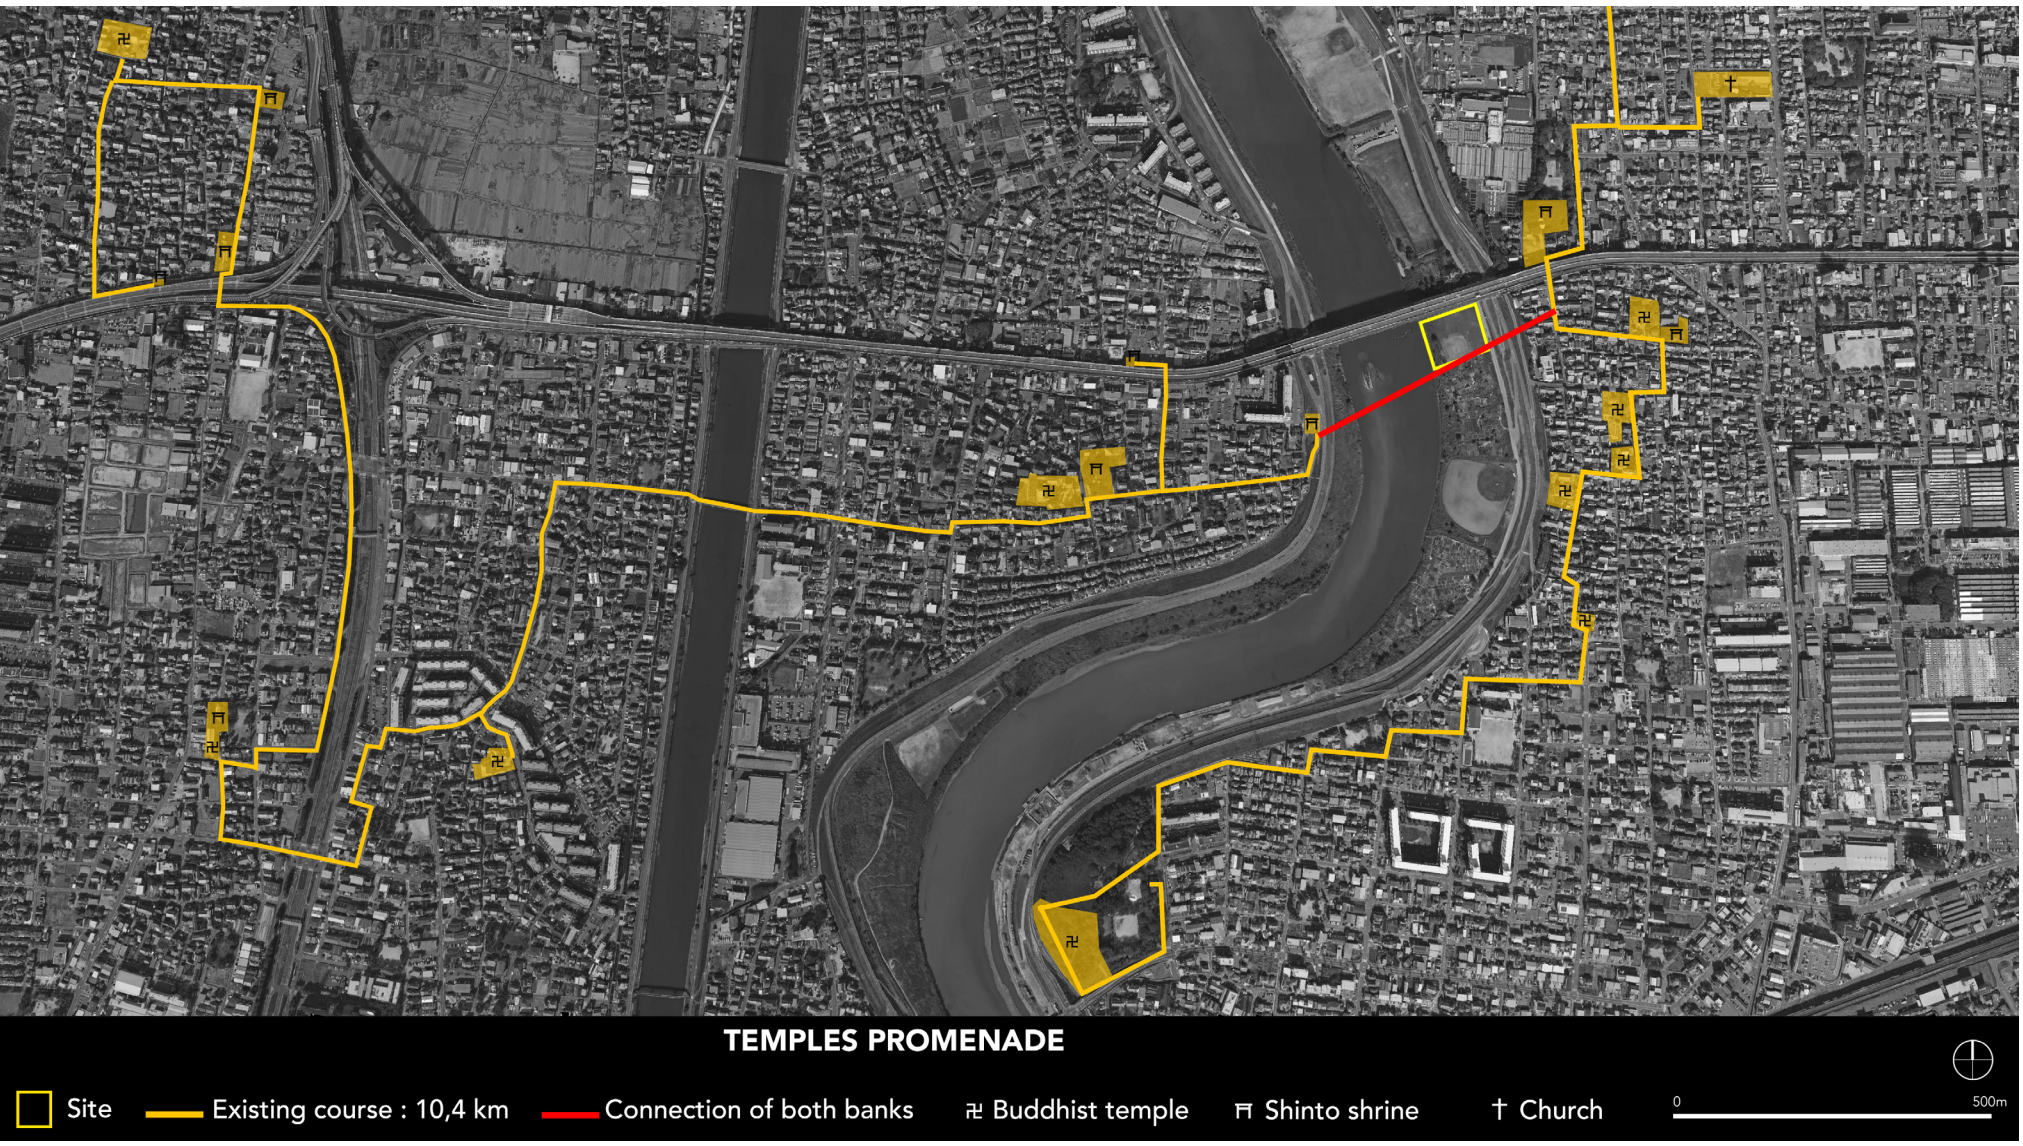 TEMPLES PROMENADE
Site
Existing course : 10,4 km
Connection of both banks
卍 Buddhist temple
Shinto shrine
† Church
0 500m